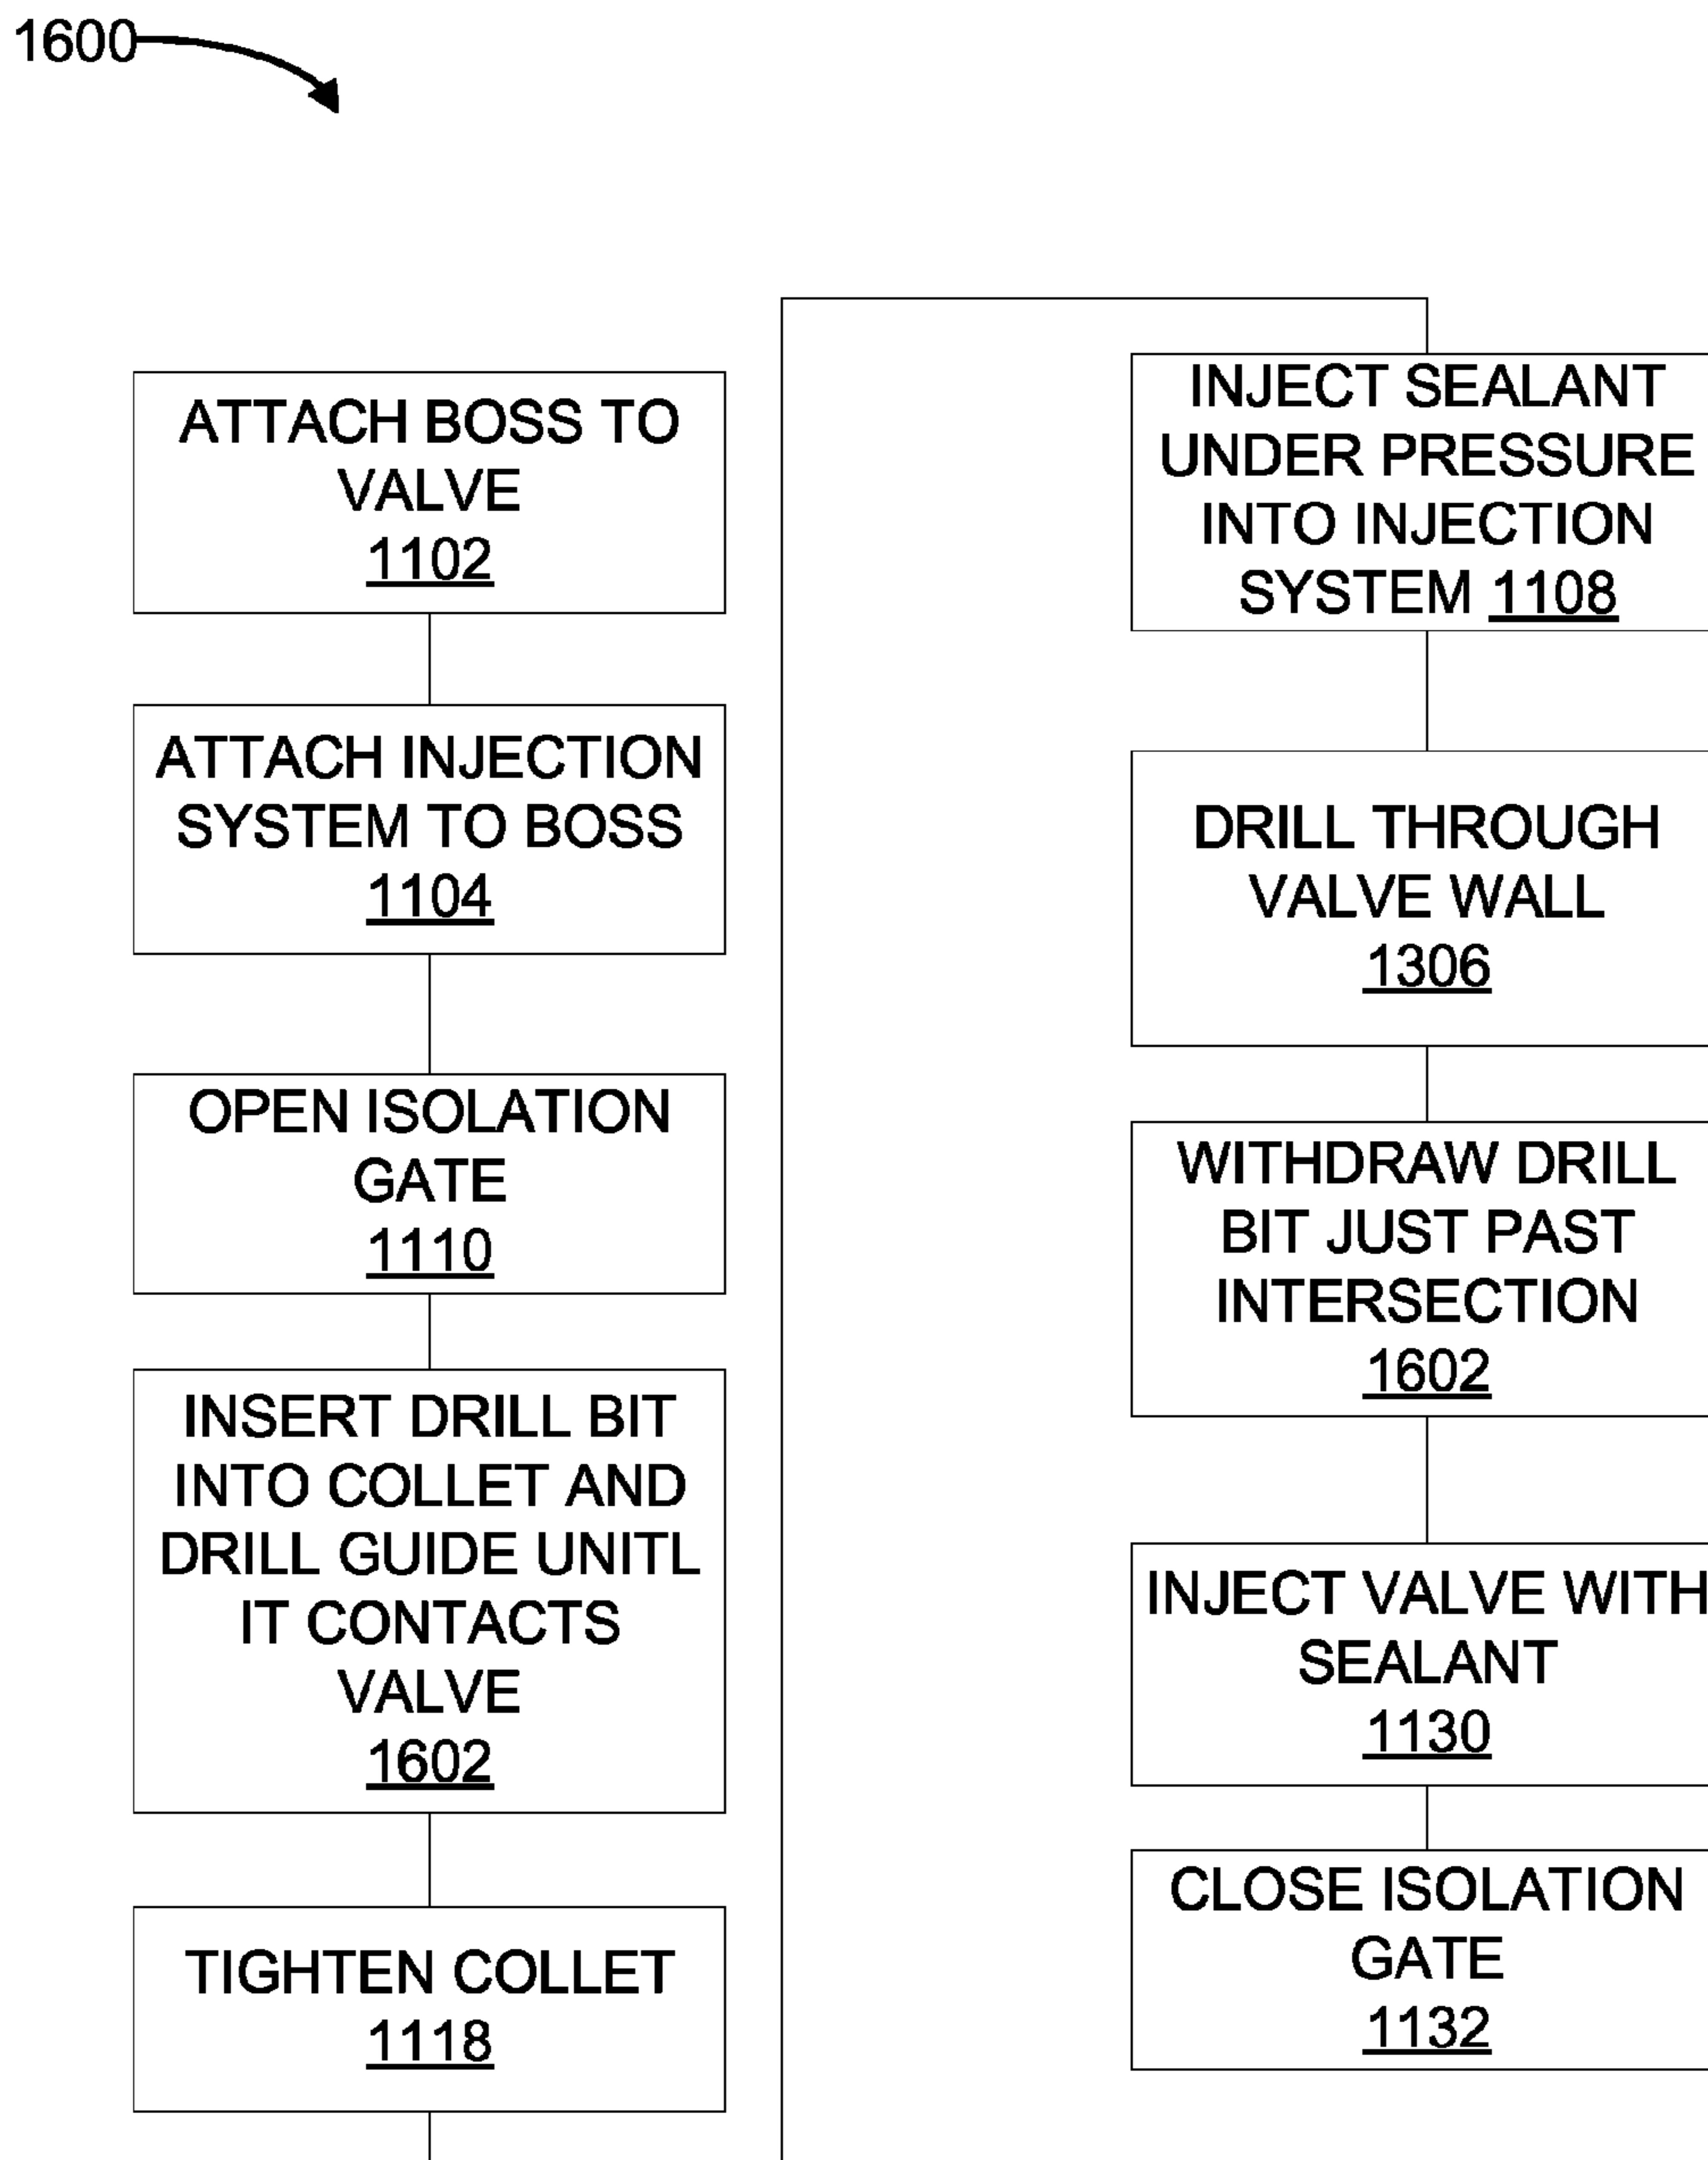 1600
ATTACH BOSS TO
VALVE
1102
ATTACH INJECTION
SYSTEM TO BOSS
1104
OPEN ISOLATION
GATE
1110
INSERT DRILL BIT
INTO COLLET AND
DRILL GUIDE UNITL
IT CONTACTS
VALVE
1602
TIGHTEN COLLET
1118
INJECT SEALANT
UNDER PRESSURE
INTO INJECTION
SYSTEM 1108
DRILL THROUGH
VALVE WALL
1306
WITHDRAW DRILL
BIT JUST PAST
INTERSECTION
1602
INJECT VALVE WITH
SEALANT
1130
CLOSE ISOLATION
GATE
1132